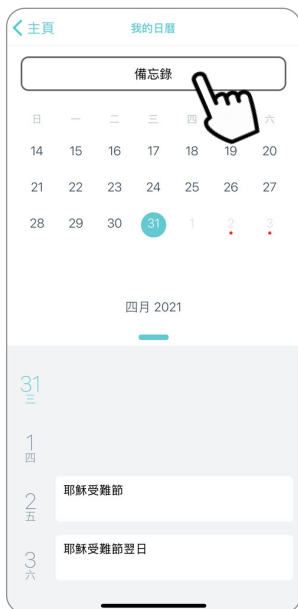 主頁 我的日曆
備忘錄
日 一 二 三 四 六
14 15 16 17 18 19 20
21 22 23 24 25 26 27
28 29 30 31 1 2 3
四月 2021
31
三
1
四
2 耶穌受難節
五
3 耶穌受難節翌日
六